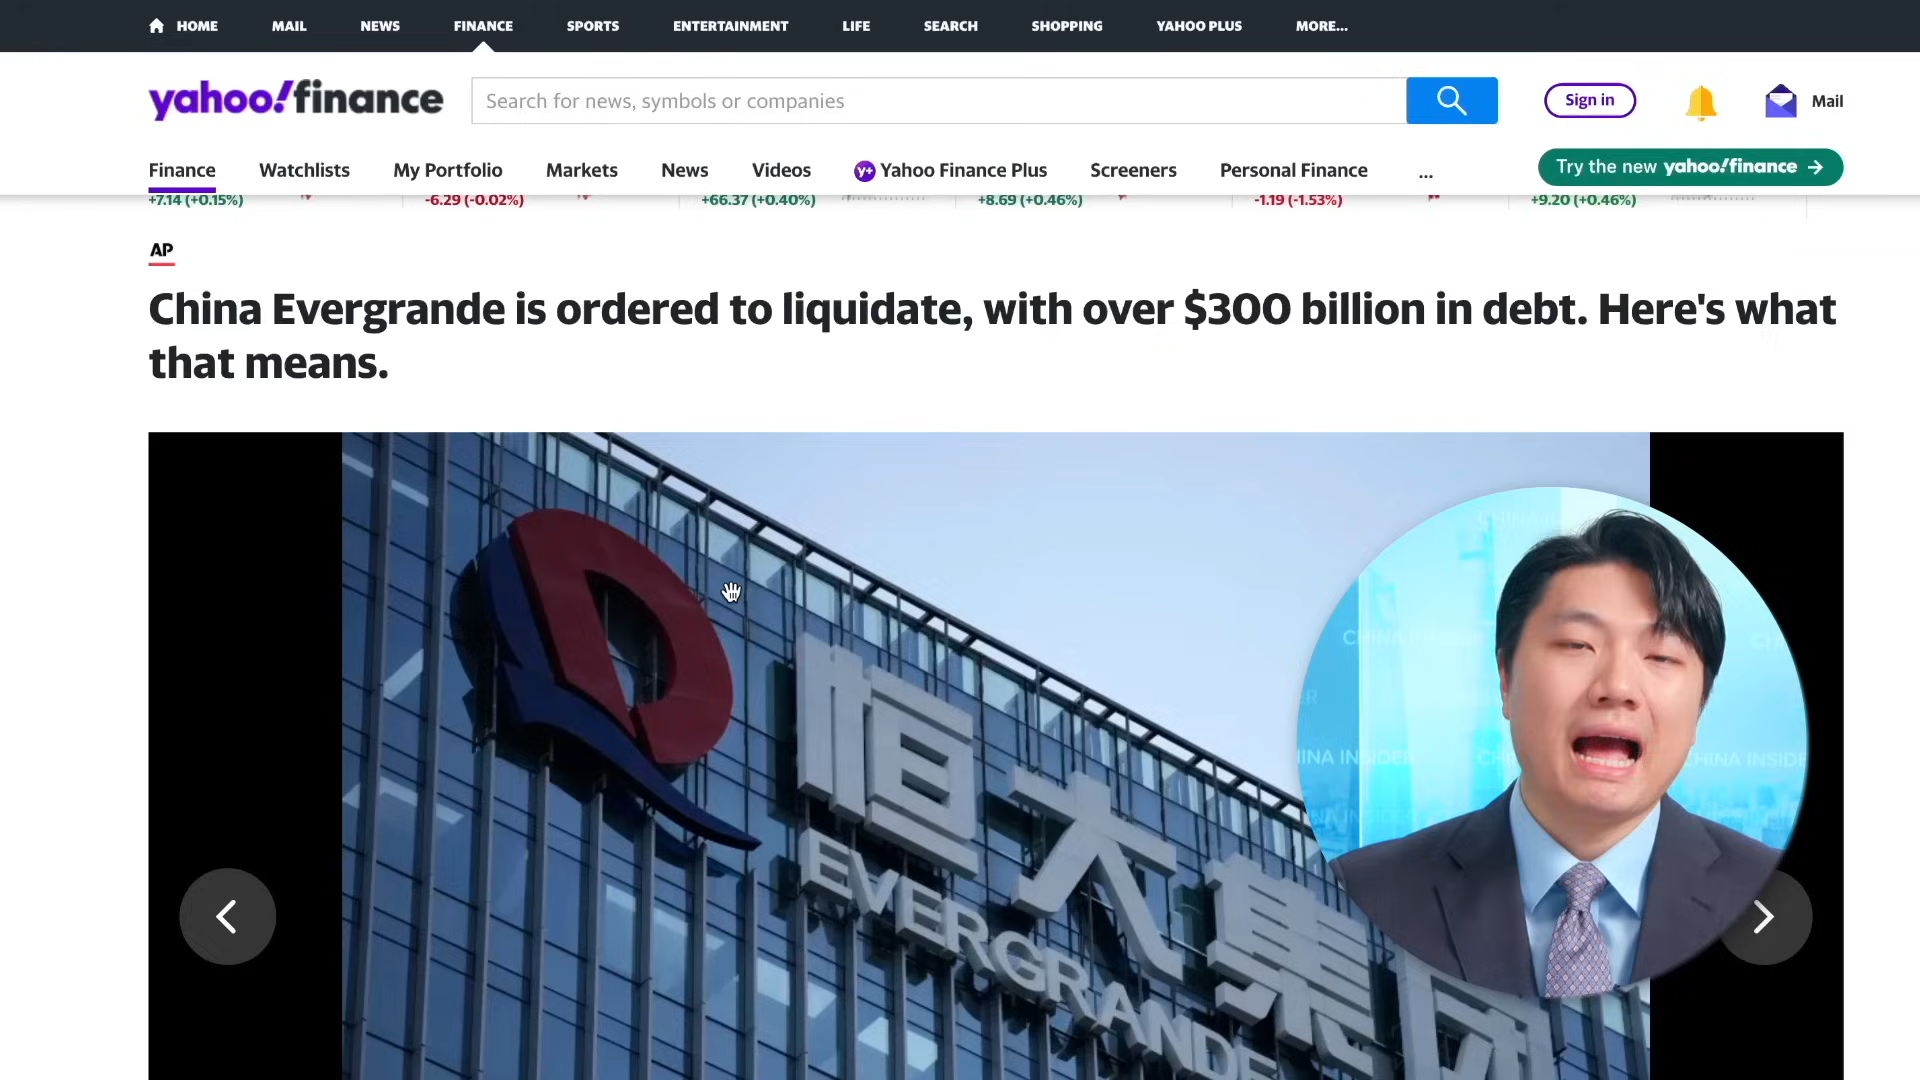 HOME MAIL NEWS FINANCE SPORTS ENTERTAINMENT LIFE SEARCH SHOPPING YAHOO PLUS MORE...
yahoo!finance
Search for news, symbols or companies
Sign in
Mail
Finance Watchlists My Portfolio Markets News Videos Y+ Yahoo Finance Plus Screeners Personal Finance ...
Try the new yahoo!finance →
+7.14 (+0.15%) -6.29 (-0.02%) +66.37 (+0.40%) +8.69 (+0.46%) -1.19 (-1.53%) +9.20 (+0.46%)
AP
China Evergrande is ordered to liquidate, with over $300 billion in debt. Here's what
that means.
恒大集团
EVERGRANDE
CHINA INSIDER